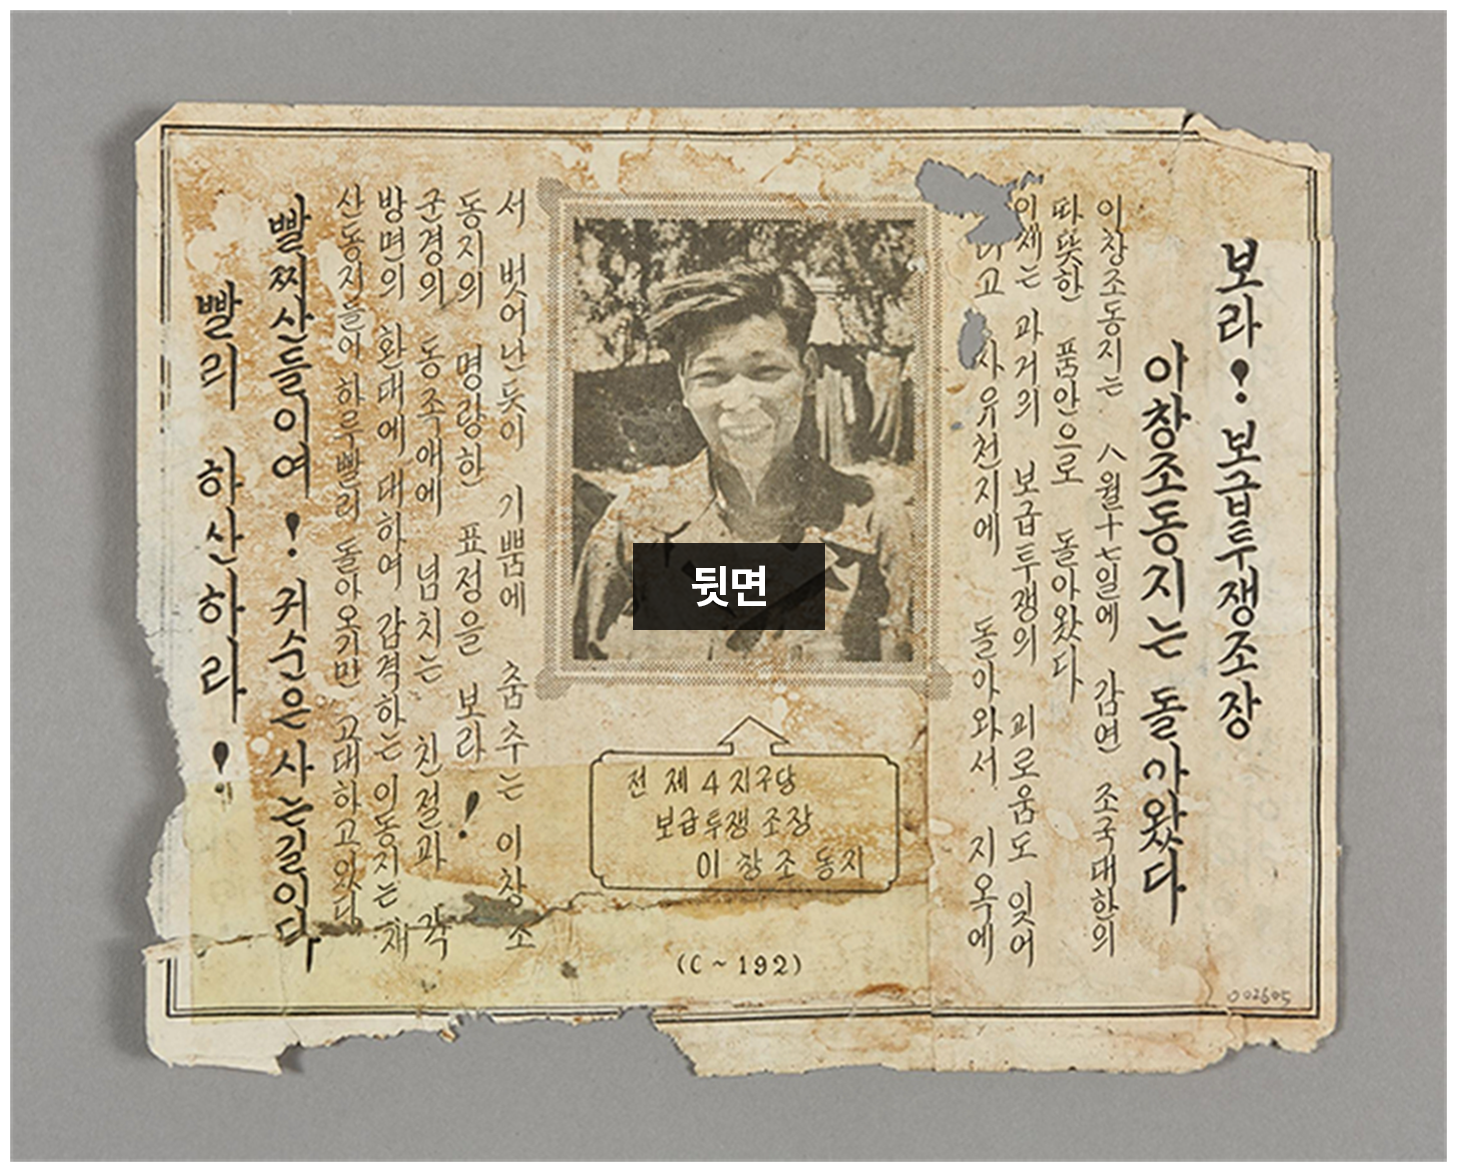 보라! 보급투쟁조장
이창조동지는 돌아왔다
이창조동지는 八월十七일에 감연 조국대한의
따뜻한 품안으로 돌아왔다
이제는 과거의 보급투쟁의 괴로움도 잊어
고 자유천지에 돌아와서 지옥에
서 벗어난듯이 기쁨에 춤추는 이창조
동지의 명랑한 표정을 보라!
군경의 동족애에 넘치는 친절과 각
방면의 환대에 대하여 감격하는 이동지는 재
산동지들이 하루빨리 돌아오기만 고대하고있다
빨찌산들이여! 귀순은 사는길이다
빨리 하산하라!
뒷면
전 제4지구당
보급투쟁조장
이창조 동지
(C~192)
002605